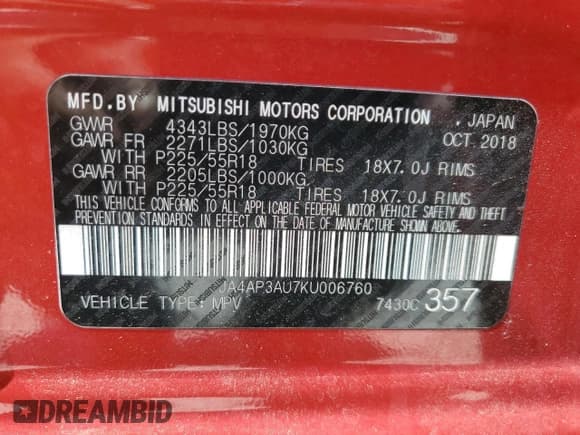 MFD.BY MITSUBISHI MOTORS CORPORATION. JAPAN
GVWR 4343LBS/1970KG OCT.2018
GAWR FR 2271LBS/1030KG
WITH P225/55R18 TIRES 18X7.0J RIMS
GAWR RR 2205LBS/1000KG
WITH P225/55R18 TIRES 18X7.0J RIMS
THIS VEHICLE CONFORMS TO ALL APPLICABLE FEDERAL MOTOR VEHICLE SAFETY AND THEFT
PREVENTION STANDARDS IN EFFECT ON THE DATE OF MANUFACTURE SHOWN ABOVE.
JA4AP3AU7KU006760
VEHICLE TYPE: MPV 7430C 357
DREAMBID